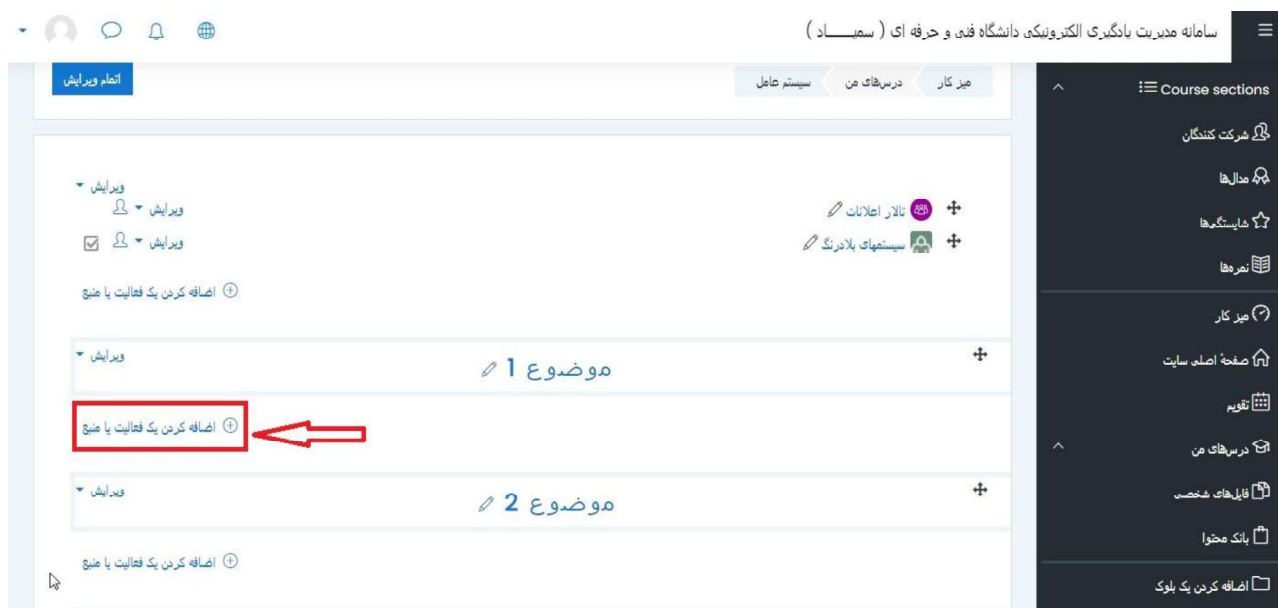 سامانه مدیریت یادگیری الکترونیکی دانشگاه فنی و حرفه ای ( سمیـــــاد )
Course sections
شرکت کنندگان
مدال‌ها
شایستگی‌ها
نمره‌ها
میز کار
صفحهٔ اصلی سایت
تقویم
درس‌های من
فایل‌های شخصی
بانک محتوا
اضافه کردن یک بلوک
میز کار درس‌های من سیستم عامل
اتمام ویرایش
ویرایش
تالار اعلانات ویرایش
سیستمهای بلادرنگ ویرایش
اضافه کردن یک فعالیت یا منبع
موضوع 1 ویرایش
اضافه کردن یک فعالیت یا منبع
موضوع 2 ویرایش
اضافه کردن یک فعالیت یا منبع